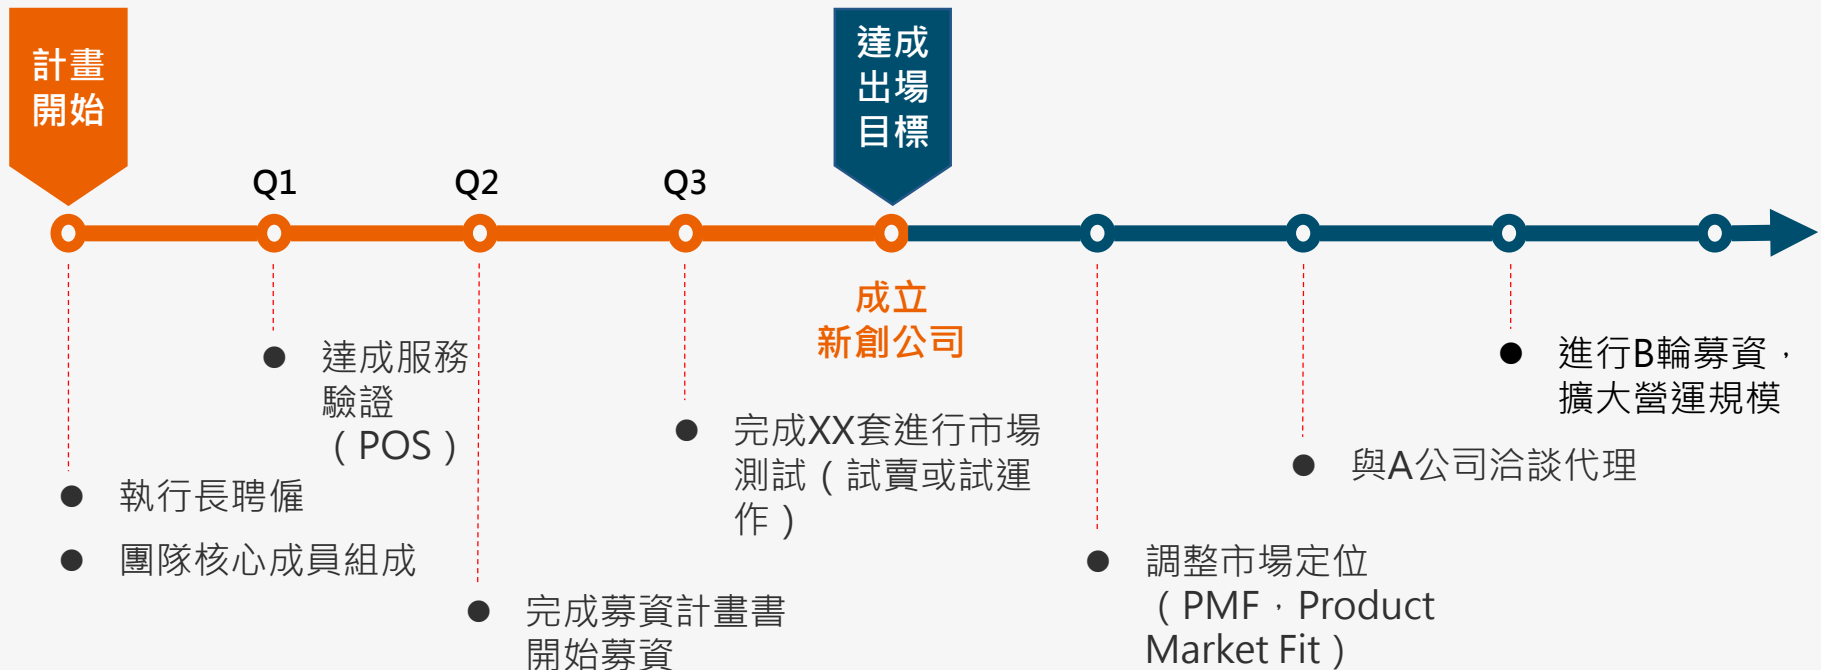 計畫
開始
達成
出場
目標
Q1
Q2
Q3
成立
新創公司
● 執行長聘僱
● 團隊核心成員組成
● 達成服務
驗證
（POS）
● 完成募資計畫書
開始募資
● 完成XX套進行市場
測試（試賣或試運
作）
● 調整市場定位
（PMF，Product
Market Fit）
● 與A公司洽談代理
● 進行B輪募資，
擴大營運規模